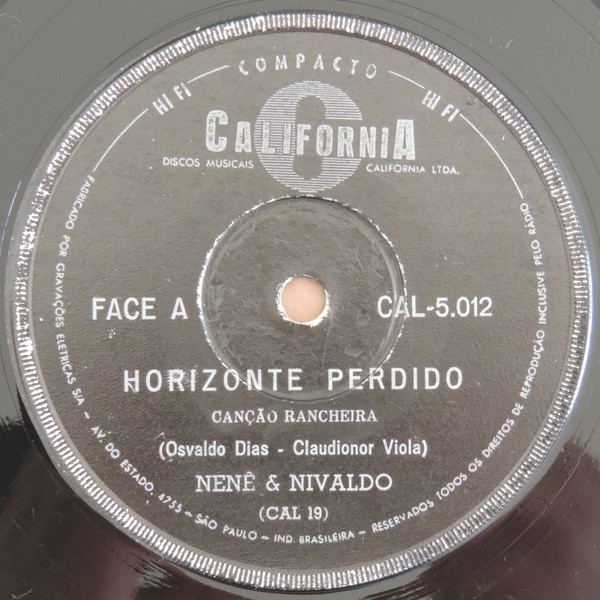 HI FI — COMPACTO — HI FI
CALIFORNIA
DISCOS MUSICAIS CALIFORNIA LTDA.
FACE A CAL-5.012
HORIZONTE PERDIDO
CANÇÃO RANCHEIRA
(Osvaldo Dias - Claudionor Viola)
NENÊ & NIVALDO
(CAL 19)
FABRICADO POR GRAVAÇÕES ELETRICAS S/A — AV. DO ESTADO, 4755 — SÃO PAULO — IND. BRASILEIRA — RESERVADOS TODOS OS DIREITOS DE REPRODUÇÃO INCLUSIVE PELO RÁDIO